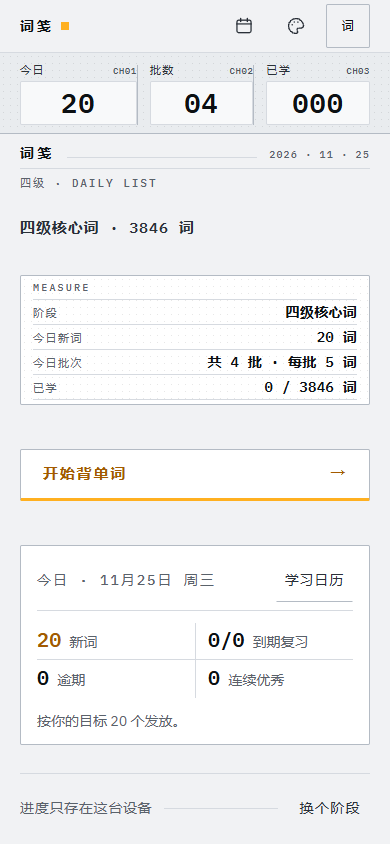 词笺
词
今日 CH01 批数 CH02 已学 CH03
20 04 000
词笺 2026 · 11 · 25
四级 · DAILY LIST
四级核心词 · 3846 词
MEASURE
阶段 四级核心词
今日新词 20 词
今日批次 共 4 批 · 每批 5 词
已学 0 / 3846 词
开始背单词 →
今日 · 11月25日 周三 学习日历
20 新词 0/0 到期复习
0 逾期 0 连续优秀
按你的目标 20 个发放。
进度只存在这台设备 换个阶段